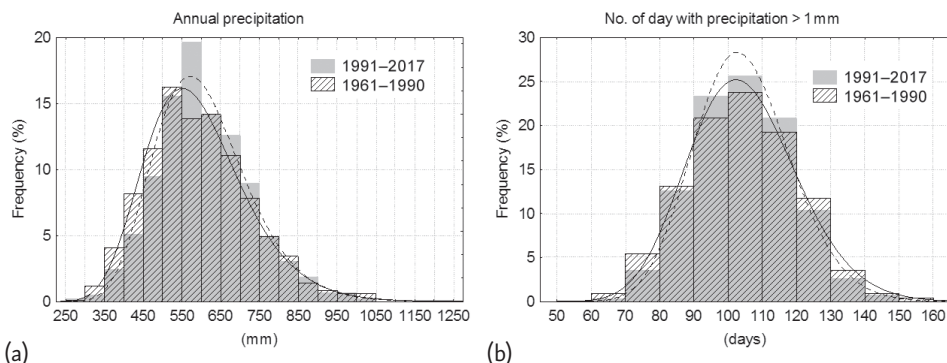 Annual precipitation
20
15
10
5
0
Frequency (%)
1991–2017
1961–1990
250 350 450 550 650 750 850 950 1050 1150 1250
(mm)
(a)
No. of day with precipitation > 1 mm
30
25
20
15
10
5
0
Frequency (%)
1991–2017
1961–1990
50 60 70 80 90 100 110 120 130 140 150 160
(days)
(b)